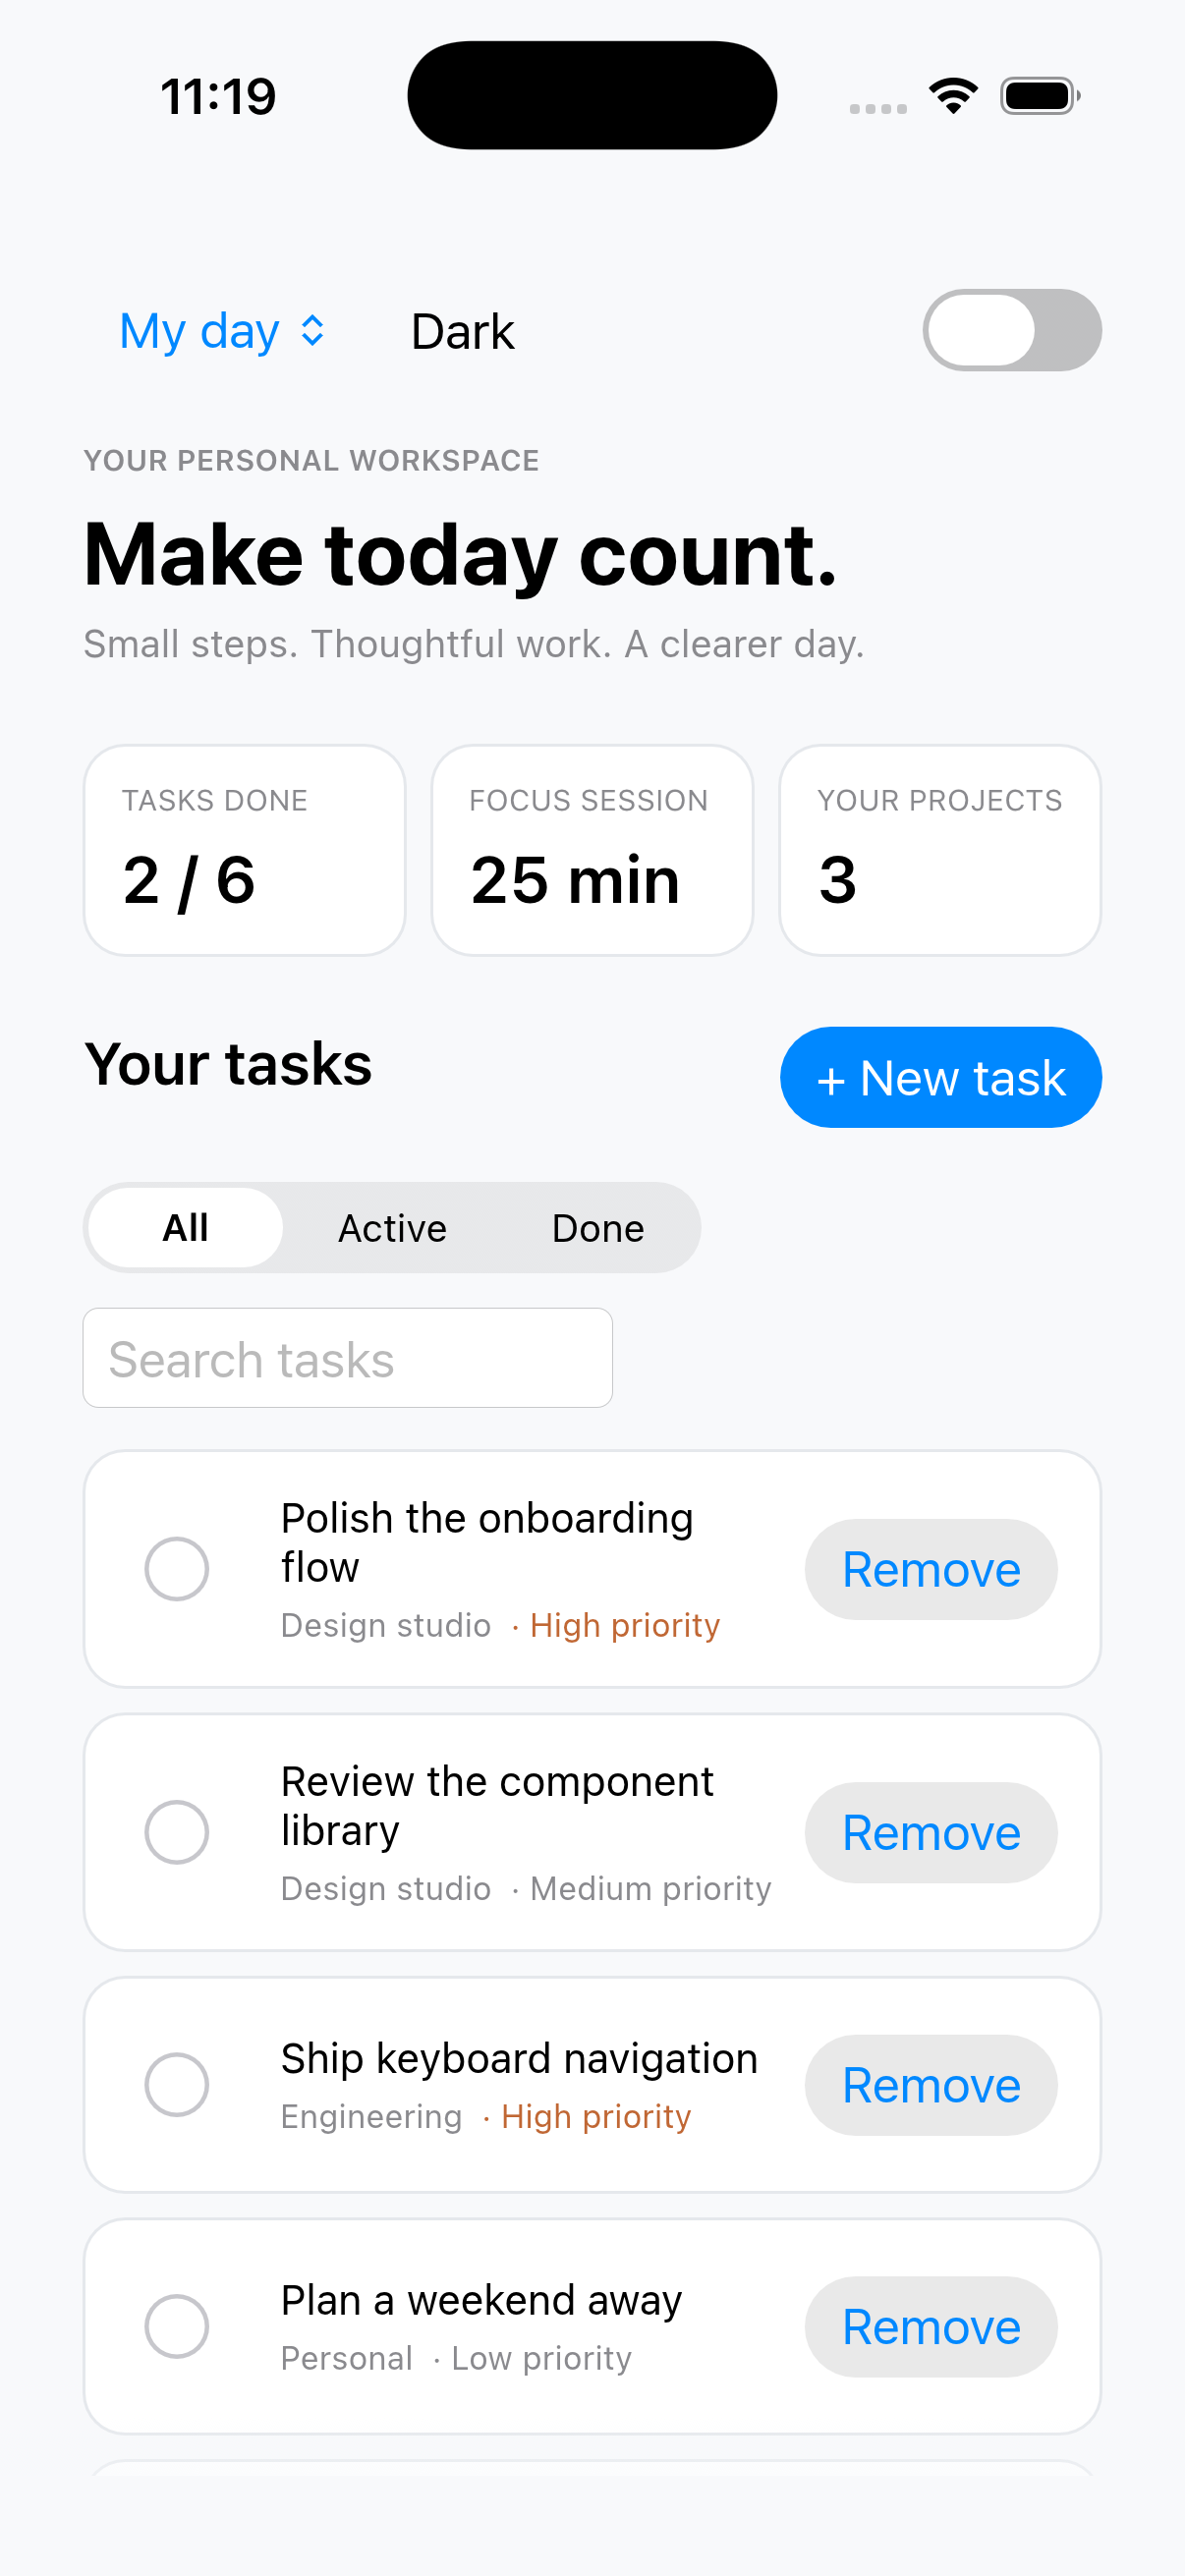 11:19
My day
Dark
YOUR PERSONAL WORKSPACE
Make today count.
Small steps. Thoughtful work. A clearer day.
TASKS DONE
2 / 6
FOCUS SESSION
25 min
YOUR PROJECTS
3
Your tasks
+ New task
All
Active
Done
Search tasks
Polish the onboarding
flow
Design studio · High priority
Remove
Review the component
library
Design studio · Medium priority
Remove
Ship keyboard navigation
Engineering · High priority
Remove
Plan a weekend away
Personal · Low priority
Remove